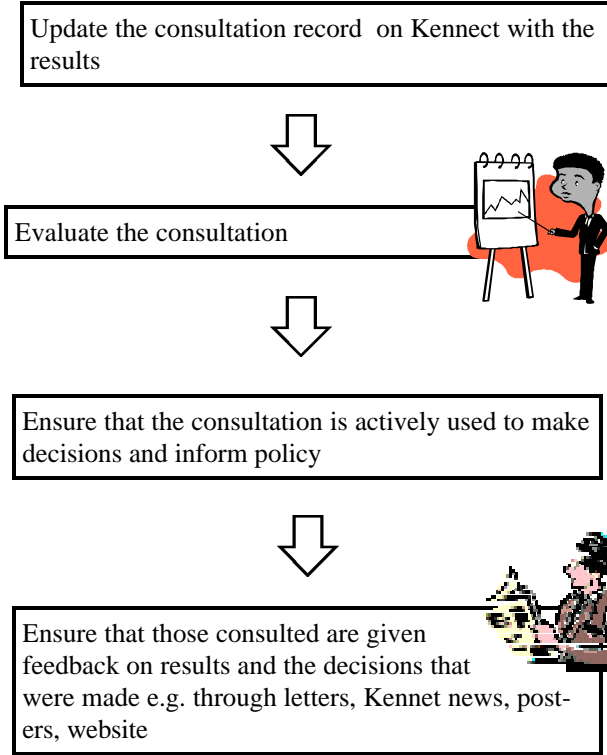 Update the consultation record  on Kennect with the
results
Evaluate the consultation
Ensure that the consultation is actively used to make
decisions and inform policy
Ensure that those consulted are given
feedback on results and the decisions that
were made e.g. through letters, Kennet news, post-
ers, website